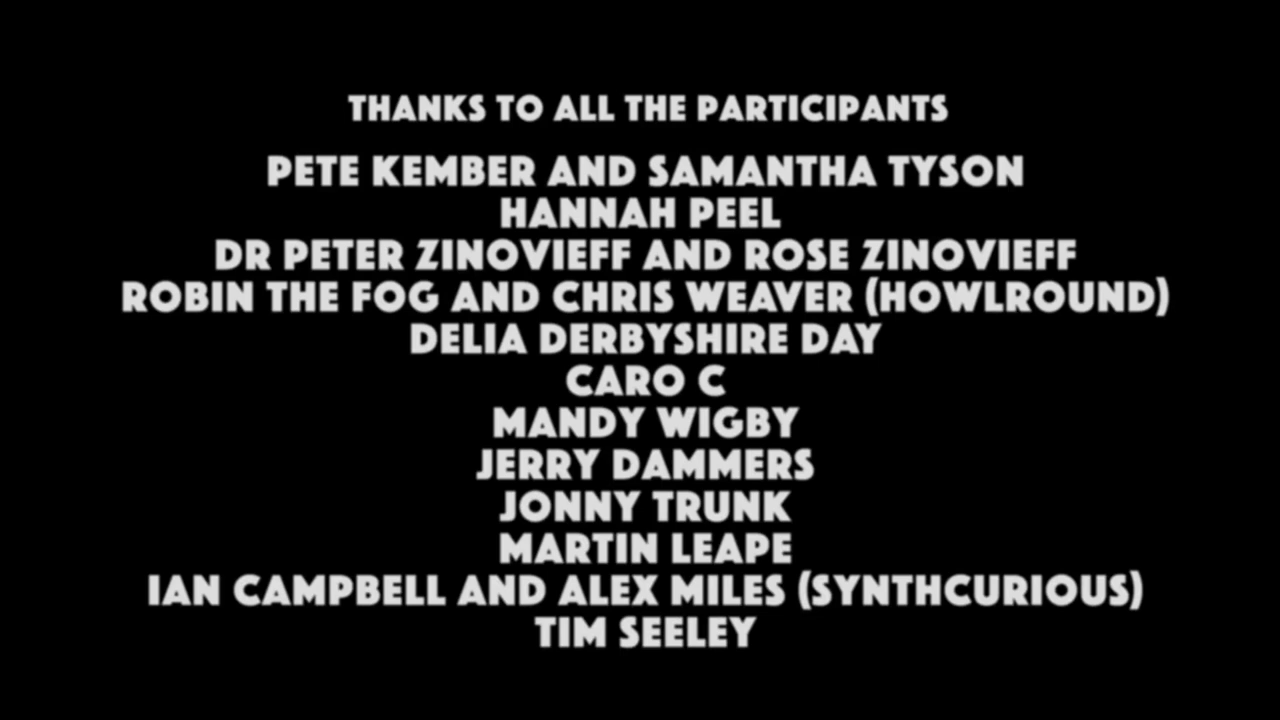 THANKS TO ALL THE PARTICIPANTS
PETE KEMBER AND SAMANTHA TYSON
HANNAH PEEL
DR PETER ZINOVIEFF AND ROSE ZINOVIEFF
ROBIN THE FOG AND CHRIS WEAVER (HOWLROUND)
DELIA DERBYSHIRE DAY
CARO C
MANDY WIGBY
JERRY DAMMERS
JONNY TRUNK
MARTIN LEAPE
IAN CAMPBELL AND ALEX MILES (SYNTHCURIOUS)
TIM SEELEY